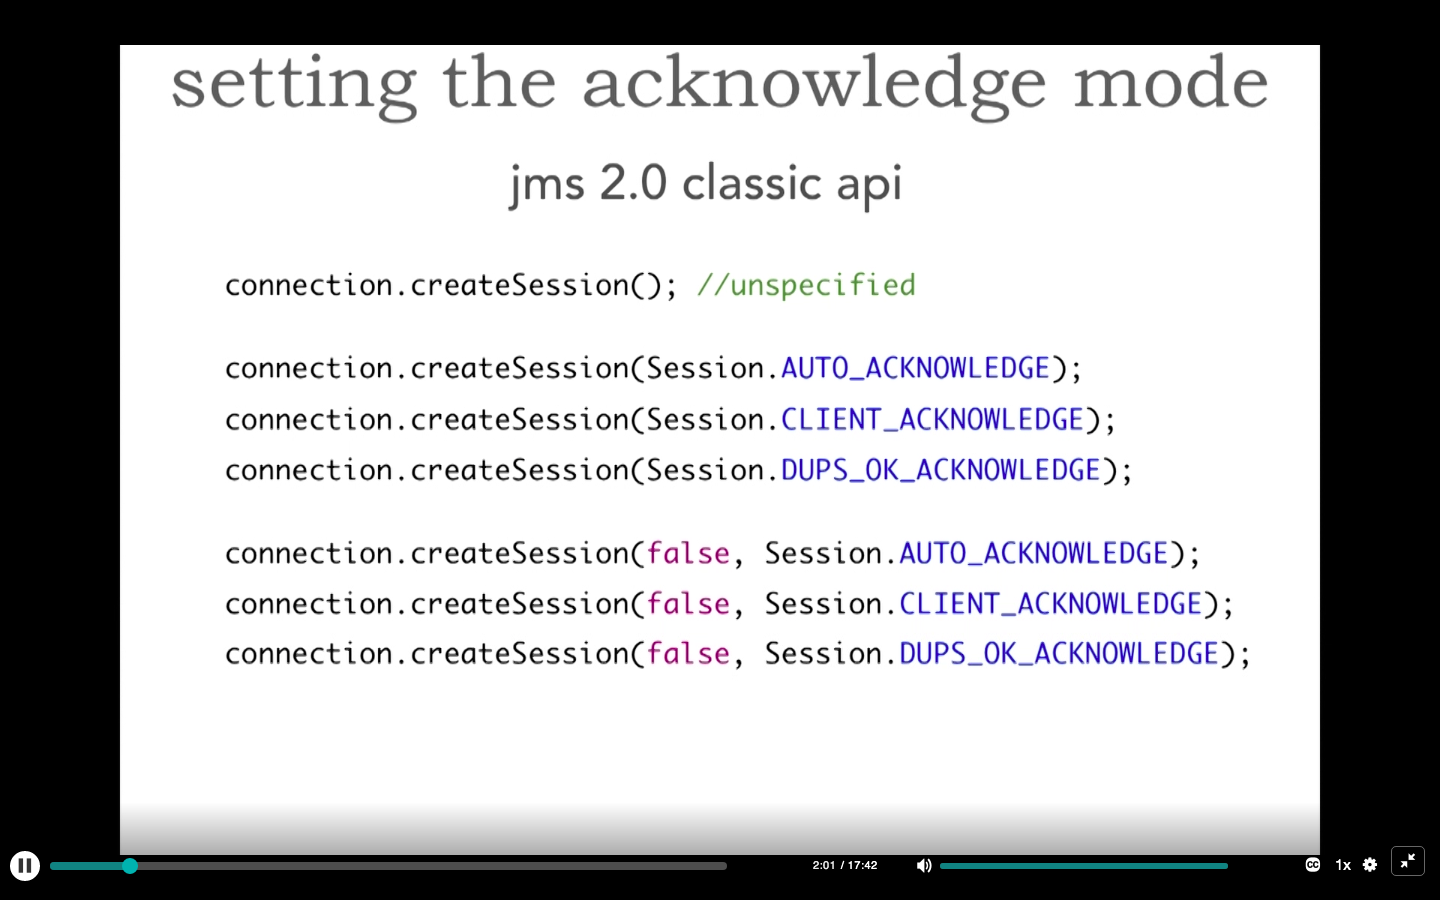 setting the acknowledge mode
jms 2.0 classic api
connection.createSession(); //unspecified
connection.createSession(Session.AUTO_ACKNOWLEDGE);
connection.createSession(Session.CLIENT_ACKNOWLEDGE);
connection.createSession(Session.DUPS_OK_ACKNOWLEDGE);
connection.createSession(false, Session.AUTO_ACKNOWLEDGE);
connection.createSession(false, Session.CLIENT_ACKNOWLEDGE);
connection.createSession(false, Session.DUPS_OK_ACKNOWLEDGE);
2:01 / 17:42 CC 1x